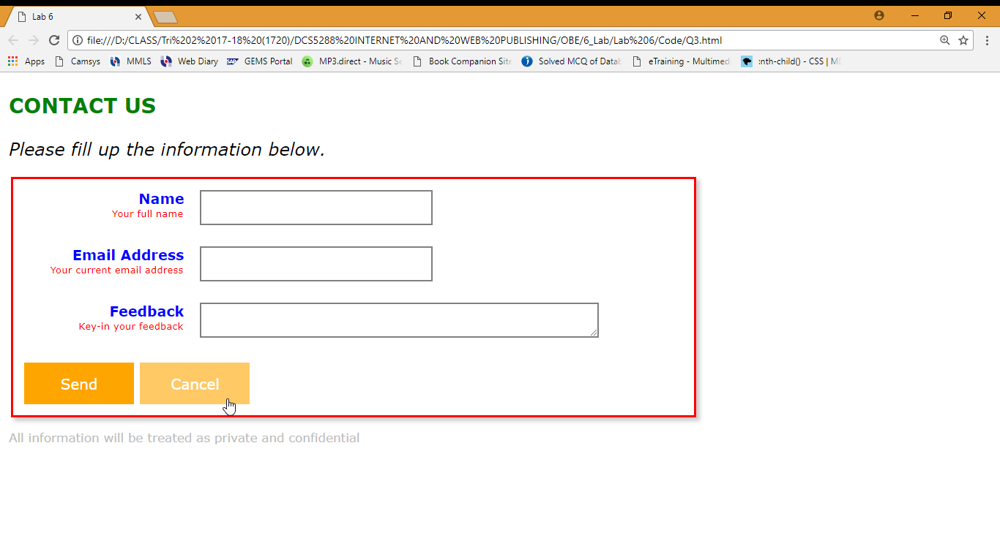 Lab 6
file:///D:/CLASS/Tri%202%2017-18%20(1720)/DCS5288%20INTERNET%20AND%20WEB%20PUBLISHING/OBE/6_Lab/Lab%206/Code/Q3.html
Apps Camsys MMLS Web Diary GEMS Portal MP3.direct - Music Se Book Companion Site Solved MCQ of Datab eTraining - Multimed :nth-child() - CSS | M
CONTACT US
Please fill up the information below.
Name
Your full name
Email Address
Your current email address
Feedback
Key-in your feedback
Send Cancel
All information will be treated as private and confidential